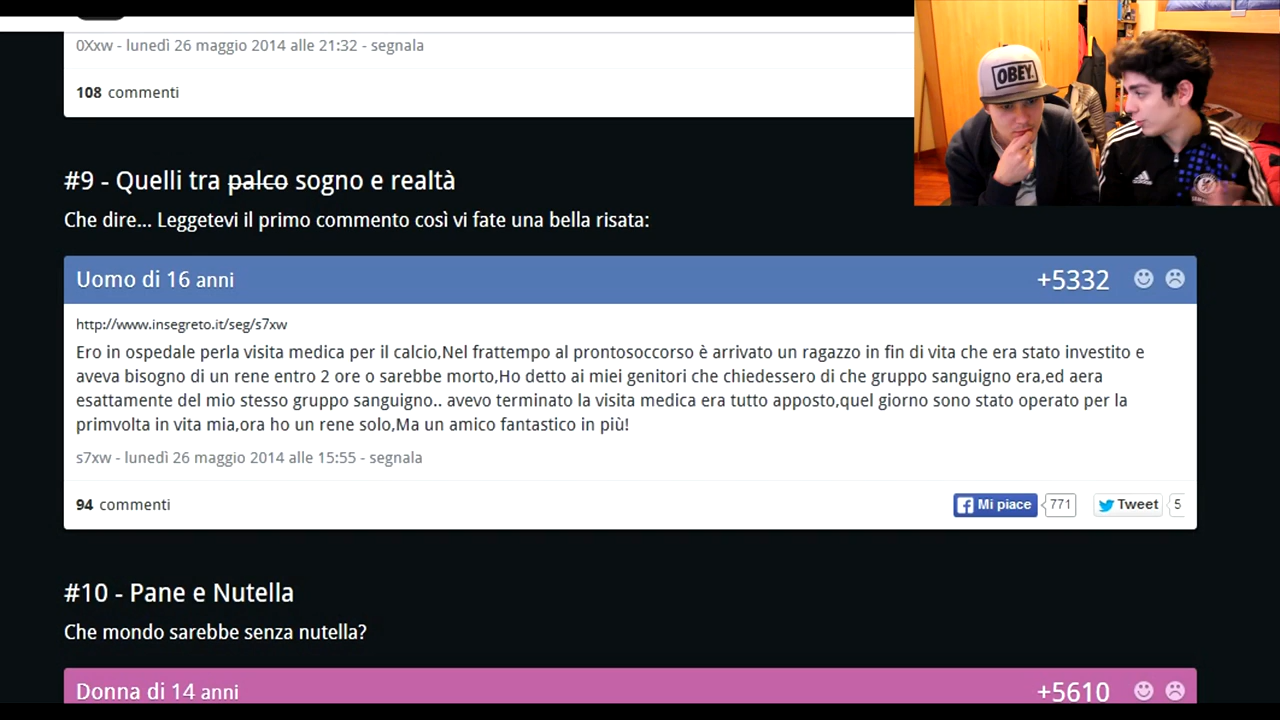 0Xxw - lunedì 26 maggio 2014 alle 21:32 - segnala
108 commenti
OBEY.
adidas
#9 - Quelli tra palco sogno e realtà
Che dire... Leggetevi il primo commento così vi fate una bella risata:
Uomo di 16 anni +5332
http://www.insegreto.it/seg/s7xw
Ero in ospedale perla visita medica per il calcio,Nel frattempo al prontosoccorso è arrivato un ragazzo in fin di vita che era stato investito e
aveva bisogno di un rene entro 2 ore o sarebbe morto,Ho detto ai miei genitori che chiedessero di che gruppo sanguigno era,ed aera
esattamente del mio stesso gruppo sanguigno.. avevo terminato la visita medica era tutto apposto,quel giorno sono stato operato per la
primvolta in vita mia,ora ho un rene solo,Ma un amico fantastico in più!
s7xw - lunedì 26 maggio 2014 alle 15:55 - segnala
94 commenti Mi piace 771 Tweet 5
#10 - Pane e Nutella
Che mondo sarebbe senza nutella?
Donna di 14 anni +5610